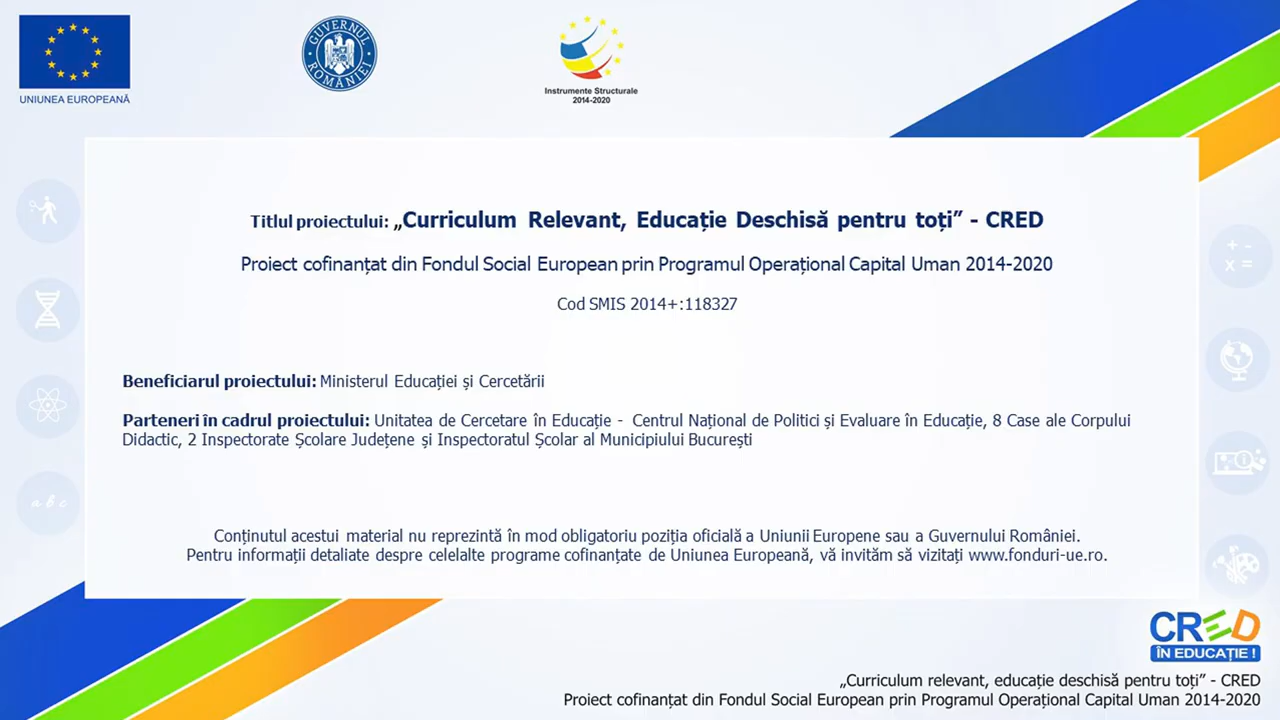 UNIUNEA EUROPEANĂ
GUVERNUL ROMÂNIEI
Instrumente Structurale
2014-2020
Titlul proiectului: „Curriculum Relevant, Educație Deschisă pentru toți” - CRED
Proiect cofinanțat din Fondul Social European prin Programul Operațional Capital Uman 2014-2020
Cod SMIS 2014+:118327
Beneficiarul proiectului: Ministerul Educației și Cercetării
Parteneri în cadrul proiectului: Unitatea de Cercetare în Educație - Centrul Național de Politici și Evaluare în Educație, 8 Case ale Corpului
Didactic, 2 Inspectorate Școlare Județene și Inspectoratul Școlar al Municipiului București
a b c
Conținutul acestui material nu reprezintă în mod obligatoriu poziția oficială a Uniunii Europene sau a Guvernului României.
Pentru informații detaliate despre celelalte programe cofinanțate de Uniunea Europeană, vă invităm să vizitați www.fonduri-ue.ro.
CRED
ÎN EDUCAȚIE !
„Curriculum relevant, educație deschisă pentru toți” - CRED
Proiect cofinanțat din Fondul Social European prin Programul Operațional Capital Uman 2014-2020